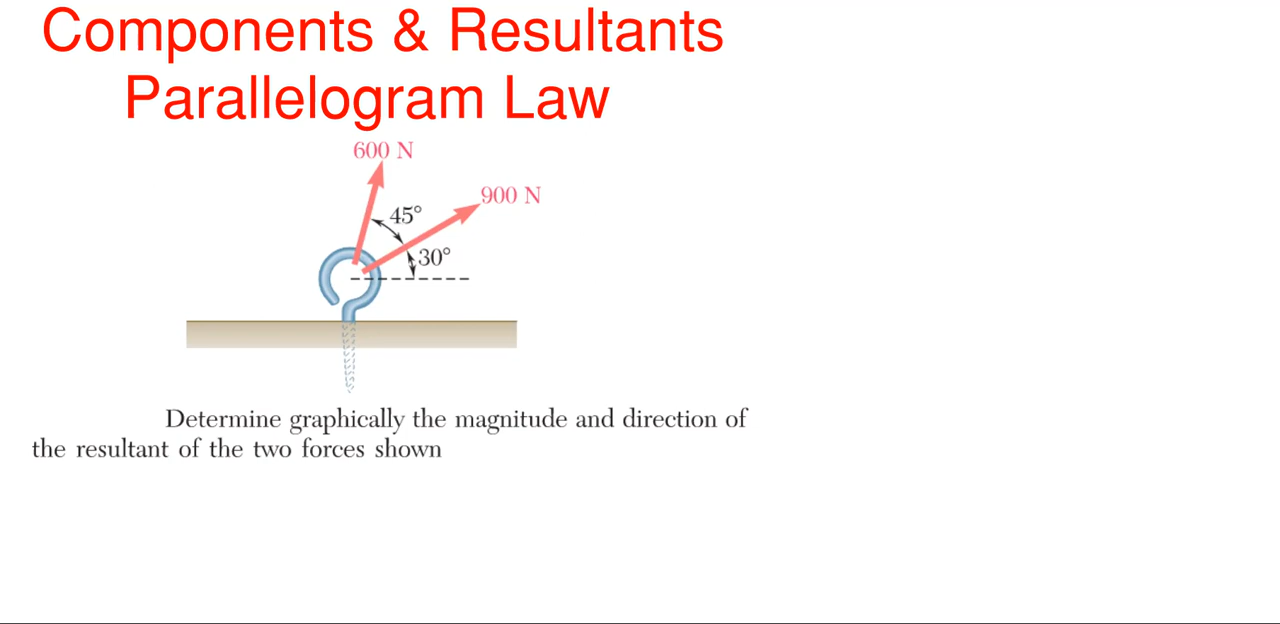 Components & Resultants
Parallelogram Law
600 N
900 N
45°
30°
Determine graphically the magnitude and direction of
the resultant of the two forces shown